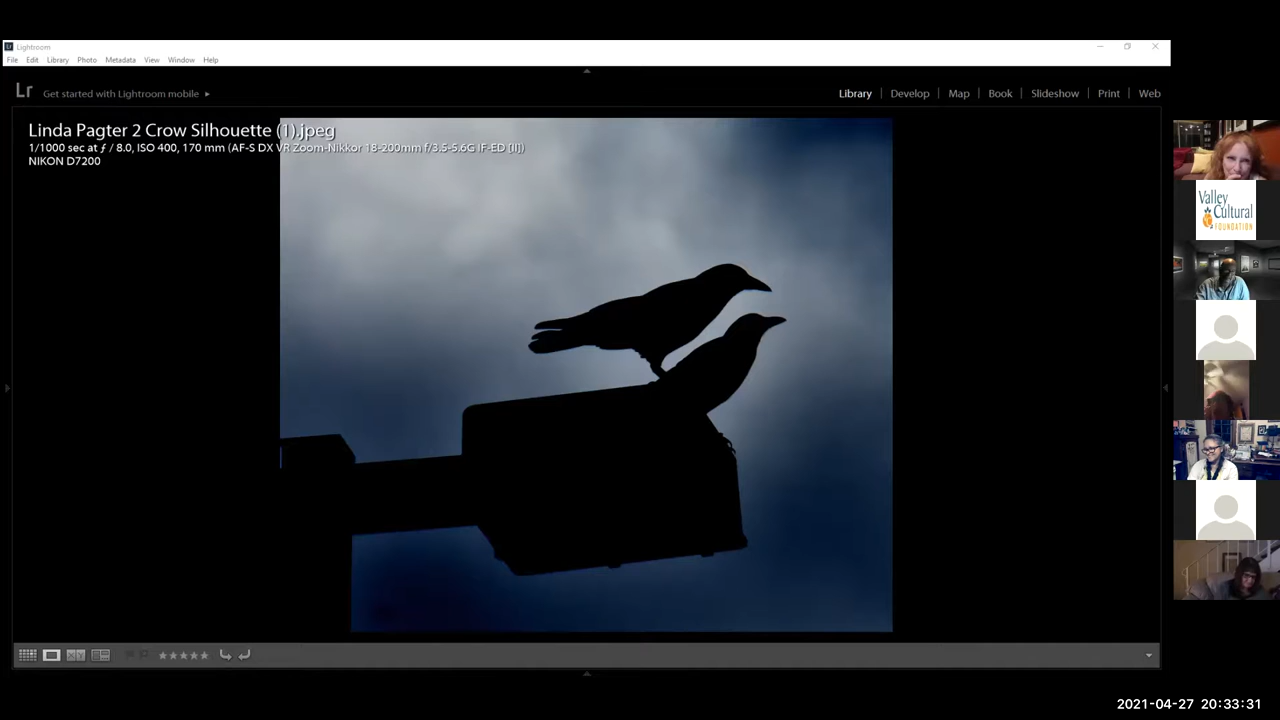 Lr Lightroom
File Edit Library Photo Metadata View Window Help
Lr Get started with Lightroom mobile ▸
Library | Develop | Map | Book | Slideshow | Print | Web
Linda Pagter 2 Crow Silhouette (1).jpeg
1/1000 sec at ƒ / 8.0, ISO 400, 170 mm (AF-S DX VR Zoom-Nikkor 18-200mm f/3.5-5.6G IF-ED [II])
NIKON D7200
Valley
Cultural
FOUNDATION
XY
2021-04-27 20:33:31